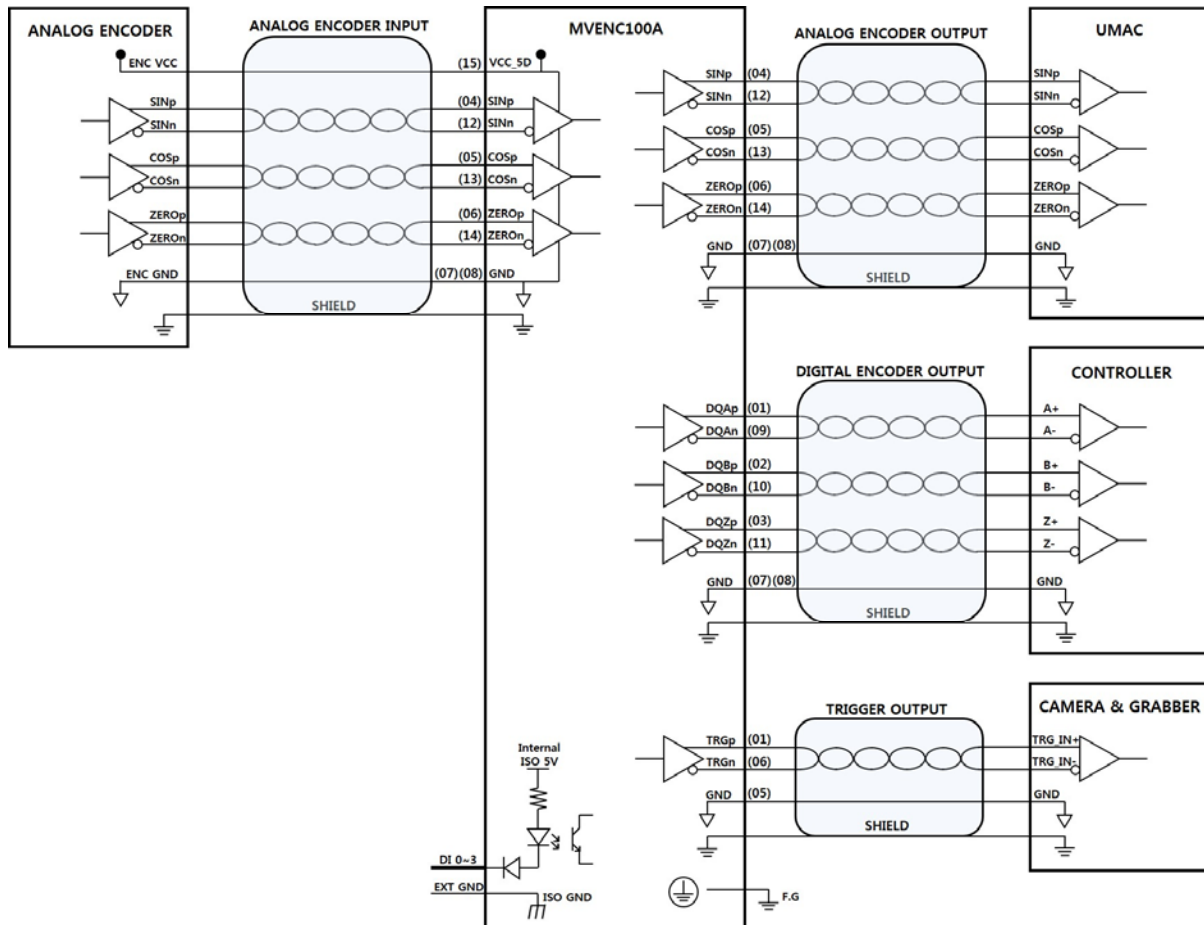 ANALOG ENCODER
ANALOG ENCODER INPUT
MVENC100A
ANALOG ENCODER OUTPUT
UMAC
ENC VCC
(15) VCC_5D
SINp
SINn
(04) SINp
(12) SINn
COSp
COSn
(05) COSp
(13) COSn
ZEROp
ZEROn
(06) ZEROp
(14) ZEROn
ENC GND
(07)(08) GND
SHIELD
SINp (04)
SINn (12)
SINp
SINn
COSp (05)
COSn (13)
COSp
COSn
ZEROp (06)
ZEROn (14)
ZEROp
ZEROn
GND (07)(08)
GND
SHIELD
DIGITAL ENCODER OUTPUT
CONTROLLER
DQAp (01)
DQAn (09)
A+
A-
DQBp (02)
DQBn (10)
B+
B-
DQZp (03)
DQZn (11)
Z+
Z-
GND (07)(08)
GND
SHIELD
TRIGGER OUTPUT
CAMERA & GRABBER
TRGp (01)
TRGn (06)
TRG_IN+
TRG_IN-
GND (05)
GND
SHIELD
Internal
ISO 5V
DI 0~3
EXT GND
ISO GND
F.G